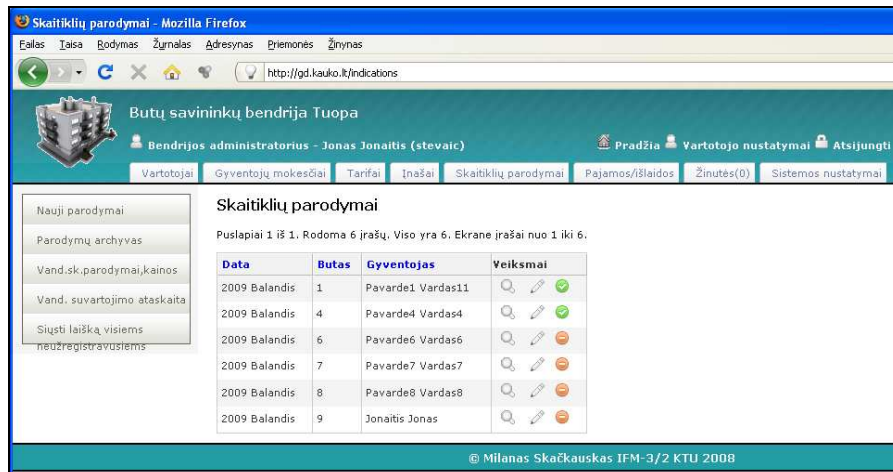 Skaitiklių parodymai - Mozilla Firefox
Failas Taisa Rodymas Žurnalas Adresynas Priemonės Žinynas
http://gd.kauko.lt/indications
Butų savininkų bendrija Tuopa
Bendrijos administratorius - Jonas Jonaitis (stevaic) Pradžia Vartotojo nustatymai Atsijungti
Vartotojai Gyventojų mokesčiai Tarifai Įnašai Skaitiklių parodymai Pajamos/išlaidos Žinutės(0) Sistemos nustatymai
Nauji parodymai
Parodymų archyvas
Vand.sk.parodymai,kainos
Vand. suvartojimo ataskaita
Siųsti laišką visiems
neužregistravusiems
Skaitiklių parodymai
Puslapiai 1 iš 1. Rodoma 6 įrašų. Viso yra 6. Ekrane įrašai nuo 1 iki 6.
Data Butas Gyventojas Veiksmai
2009 Balandis 1 Pavarde1 Vardas11
2009 Balandis 4 Pavarde4 Vardas4
2009 Balandis 6 Pavarde6 Vardas6
2009 Balandis 7 Pavarde7 Vardas7
2009 Balandis 8 Pavarde8 Vardas8
2009 Balandis 9 Jonaitis Jonas
© Milanas Skačkauskas IFM-3/2 KTU 2008